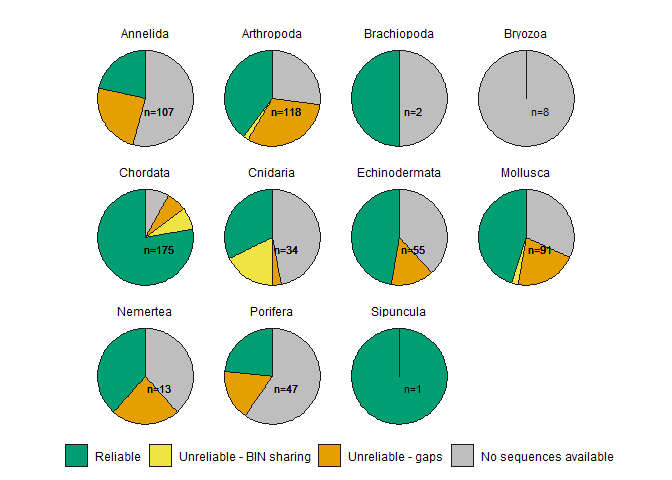 Annelida Arthropoda Brachiopoda Bryozoa
n=107 n=118 n=2 n=8
Chordata Cnidaria Echinodermata Mollusca
n=175 n=34 n=55 n=91
Nemertea Porifera Sipuncula
n=13 n=47 n=1
Reliable Unreliable - BIN sharing Unreliable - gaps No sequences available